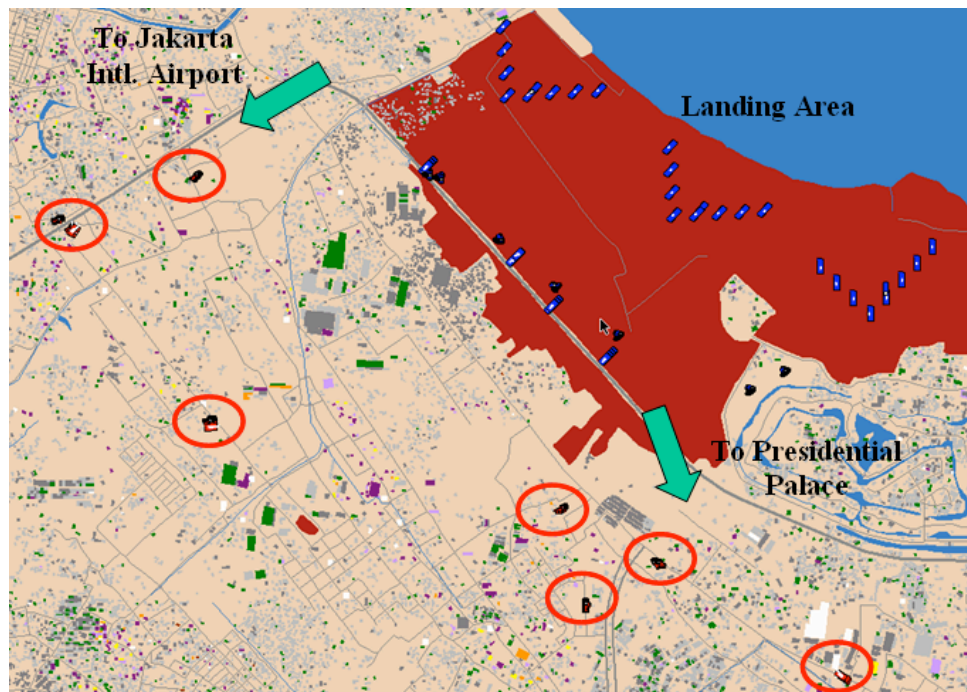 To Jakarta
Intl. Airport
Landing Area
To Presidential
Palace